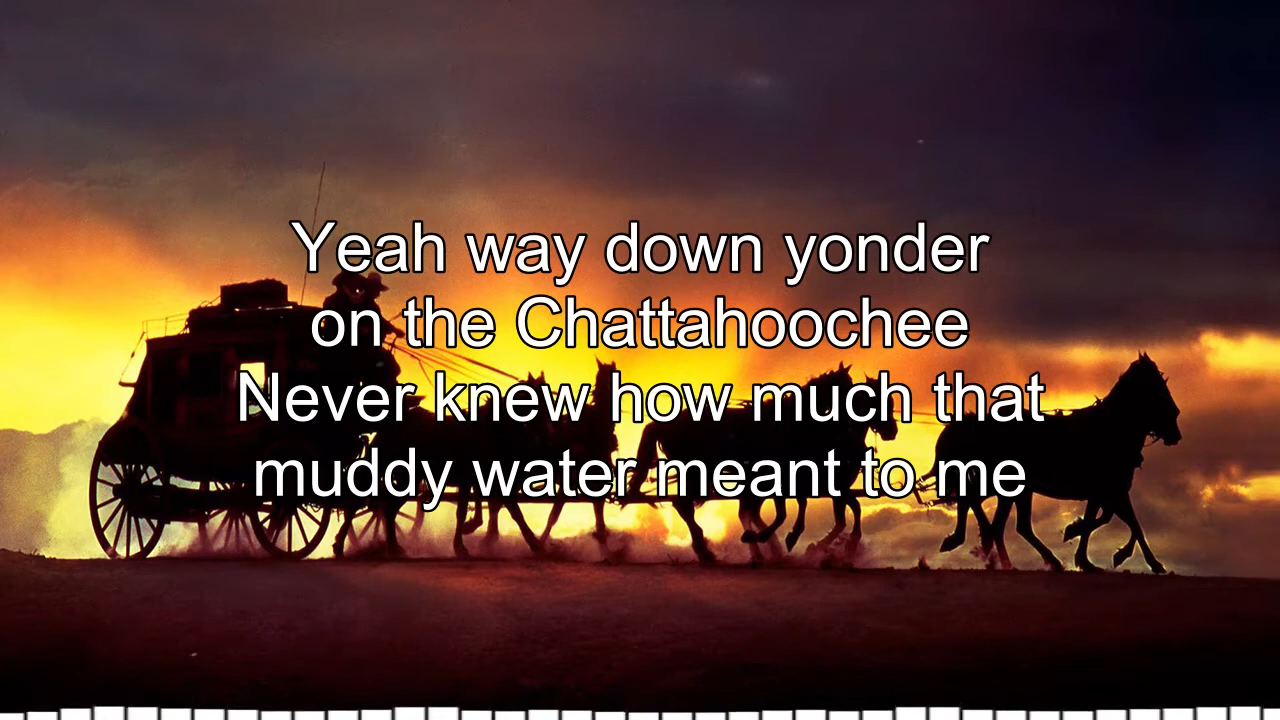 Yeah way down yonder
on the Chattahoochee
Never knew how much that
muddy water meant to me